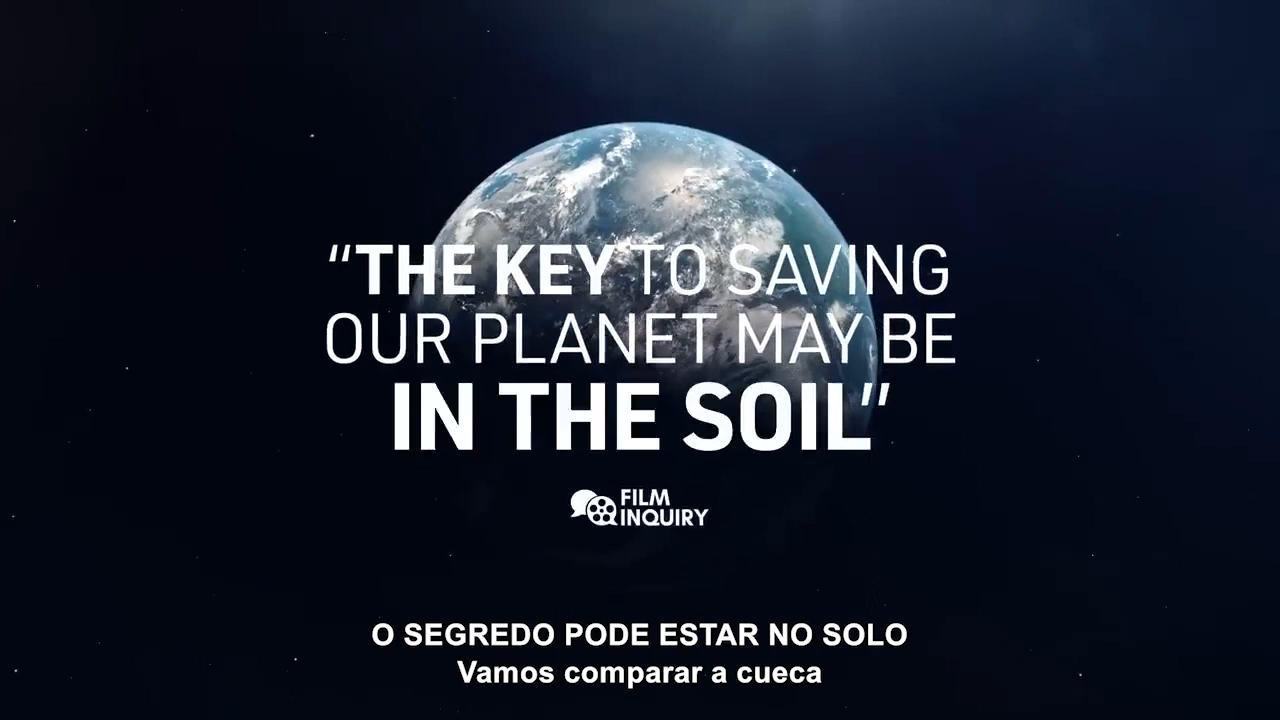 “THE KEY TO SAVING
OUR PLANET MAY BE
IN THE SOIL”
FILM
INQUIRY
O SEGREDO PODE ESTAR NO SOLO
Vamos comparar a cueca